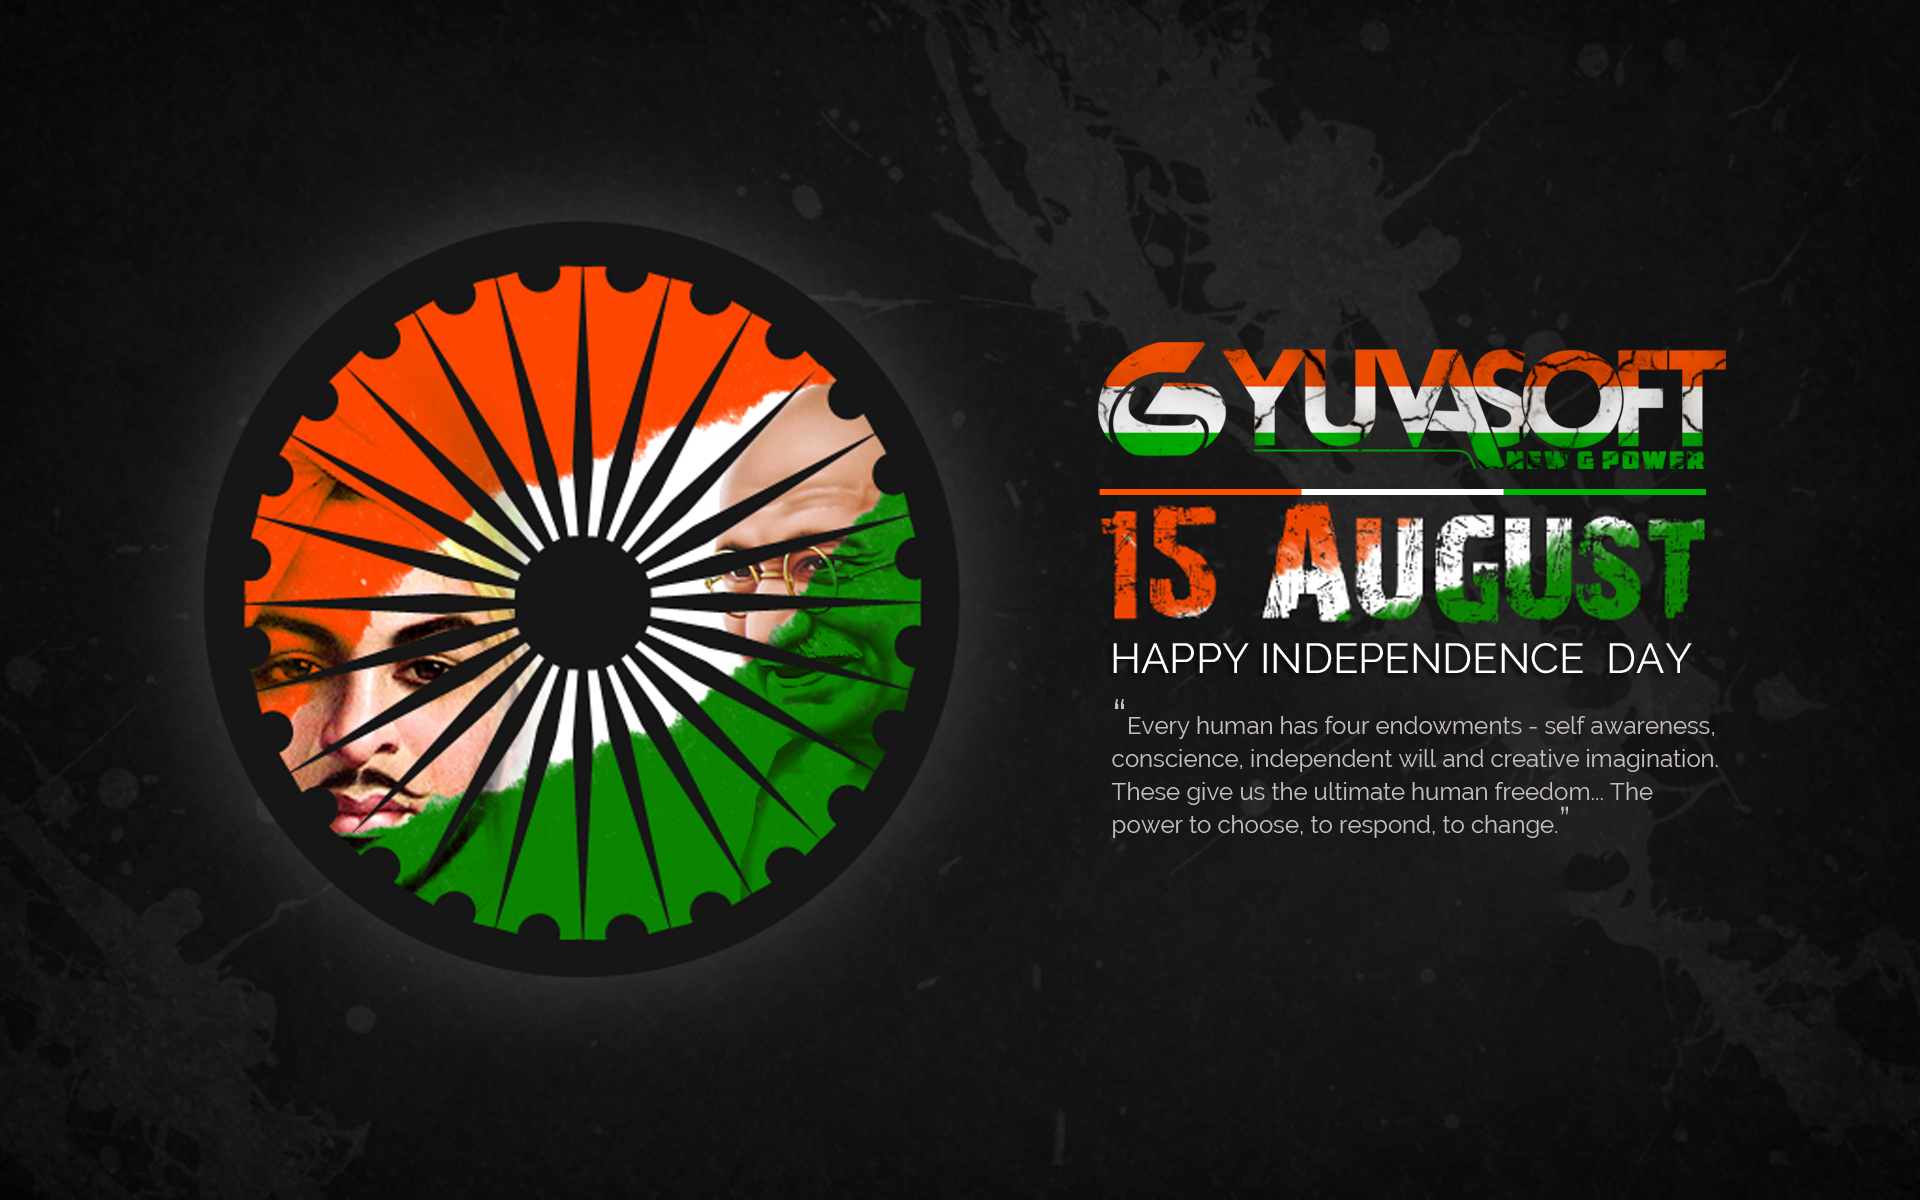 YUVASOFT
NEW G POWER
15 AUGUST
HAPPY INDEPENDENCE DAY
“Every human has four endowments - self awareness,
conscience, independent will and creative imagination.
These give us the ultimate human freedom... The
power to choose, to respond, to change.”